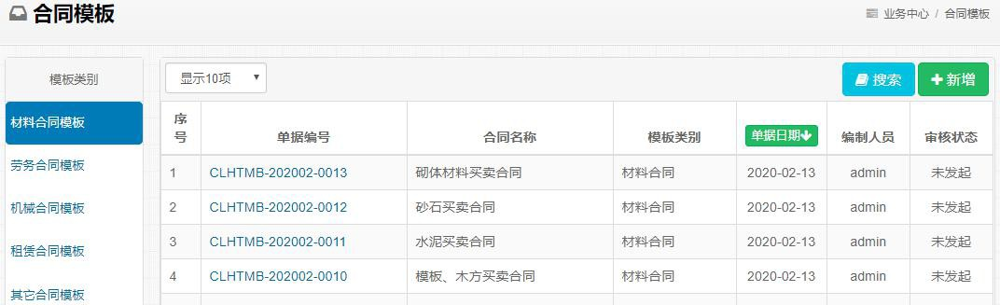 合同模板
业务中心 / 合同模板
模板类别
材料合同模板
劳务合同模板
机械合同模板
租赁合同模板
其它合同模板
显示10项
搜索
新增
序号 单据编号 合同名称 模板类别 单据日期 编制人员 审核状态
1 CLHTMB-202002-0013 砌体材料买卖合同 材料合同 2020-02-13 admin 未发起
2 CLHTMB-202002-0012 砂石买卖合同 材料合同 2020-02-13 admin 未发起
3 CLHTMB-202002-0011 水泥买卖合同 材料合同 2020-02-13 admin 未发起
4 CLHTMB-202002-0010 模板、木方买卖合同 材料合同 2020-02-13 admin 未发起